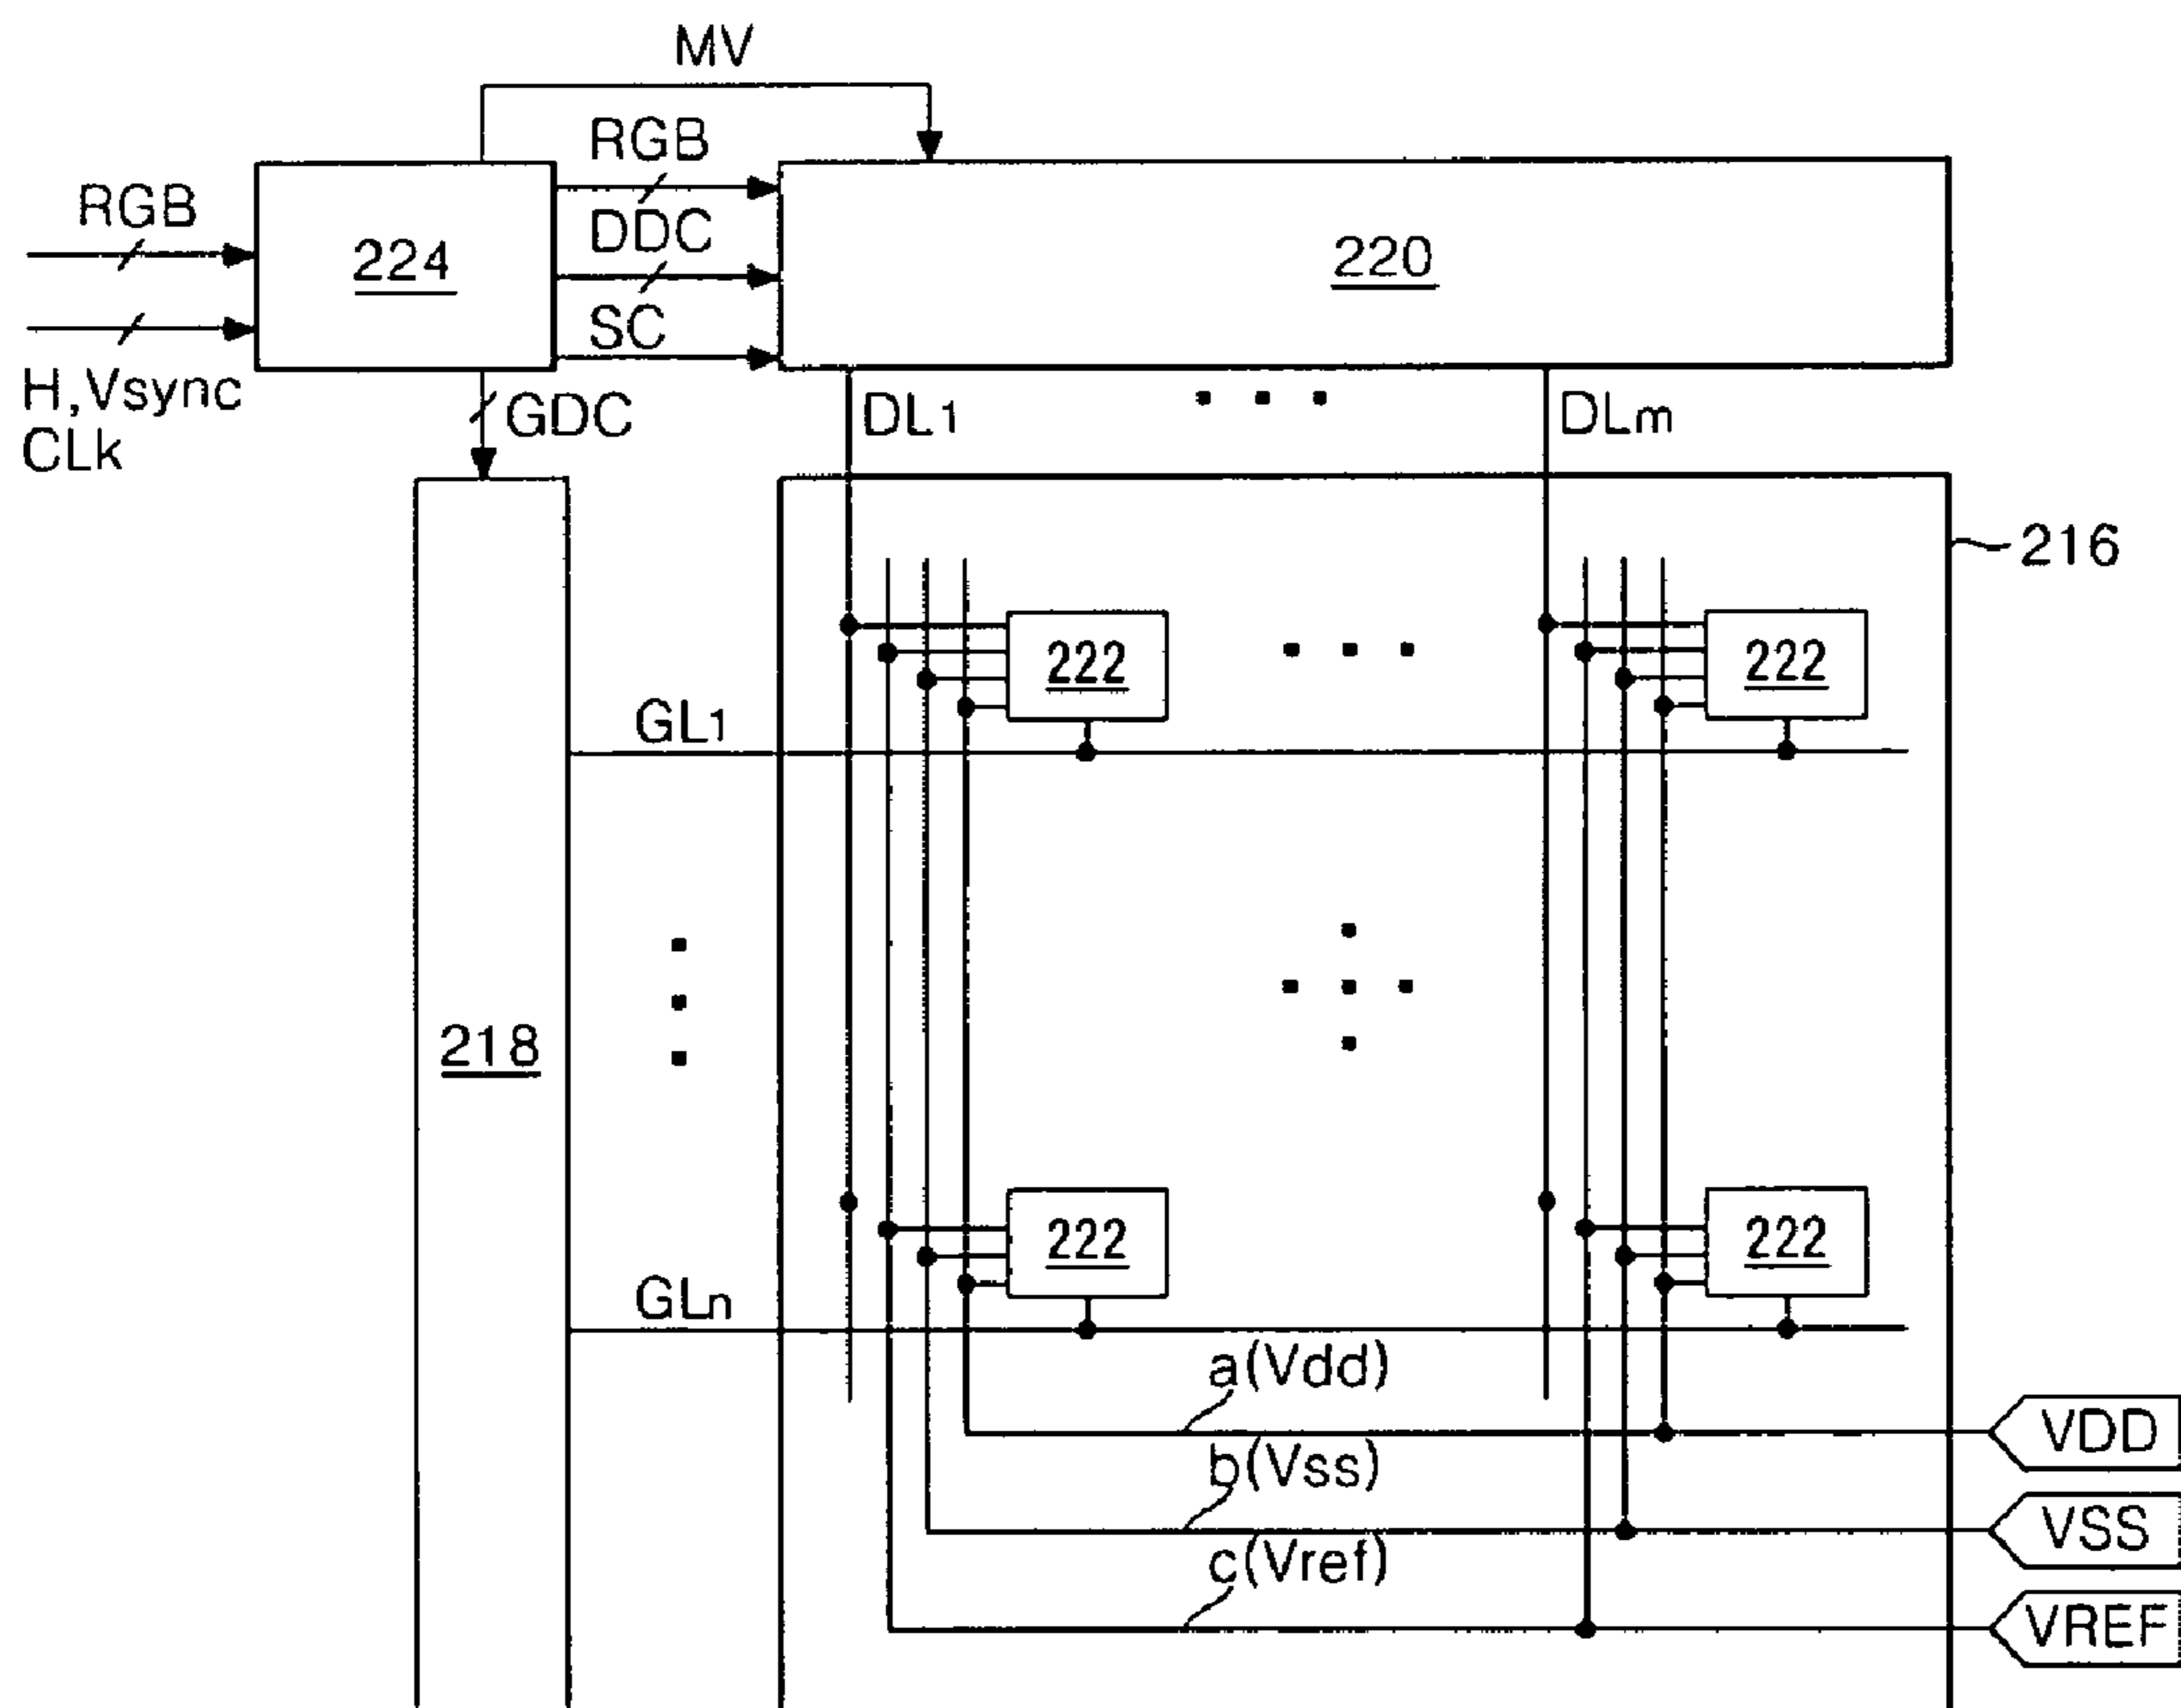 MV
RGB
RGB
DDC
SC
224
220
H,Vsync
CLk
GDC
DL1
DLm
216
222
222
GL1
218
222
222
GLn
a(Vdd)
b(Vss)
c(Vref)
VDD
VSS
VREF